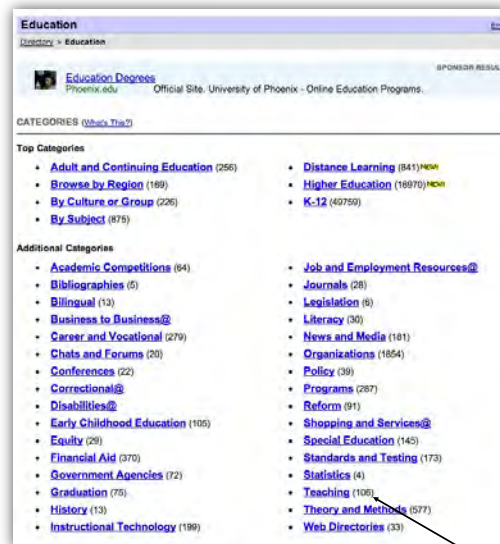 Education
Directory > Education
SPONSOR RESUL
Education Degrees
Phoenix.edu Official Site. University of Phoenix - Online Education Programs.
CATEGORIES (What's This?)
Top Categories
• Adult and Continuing Education (256)
• Browse by Region (169)
• By Culture or Group (226)
• By Subject (875)
• Distance Learning (841) NEW!
• Higher Education (16970) NEW!
• K-12 (49759)
Additional Categories
• Academic Competitions (64)
• Bibliographies (5)
• Bilingual (13)
• Business to Business@
• Career and Vocational (279)
• Chats and Forums (20)
• Conferences (22)
• Correctional@
• Disabilities@
• Early Childhood Education (105)
• Equity (29)
• Financial Aid (370)
• Government Agencies (72)
• Graduation (75)
• History (13)
• Instructional Technology (199)
• Job and Employment Resources@
• Journals (28)
• Legislation (6)
• Literacy (30)
• News and Media (181)
• Organizations (1854)
• Policy (39)
• Programs (287)
• Reform (91)
• Shopping and Services@
• Special Education (145)
• Standards and Testing (173)
• Statistics (4)
• Teaching (106)
• Theory and Methods (577)
• Web Directories (33)